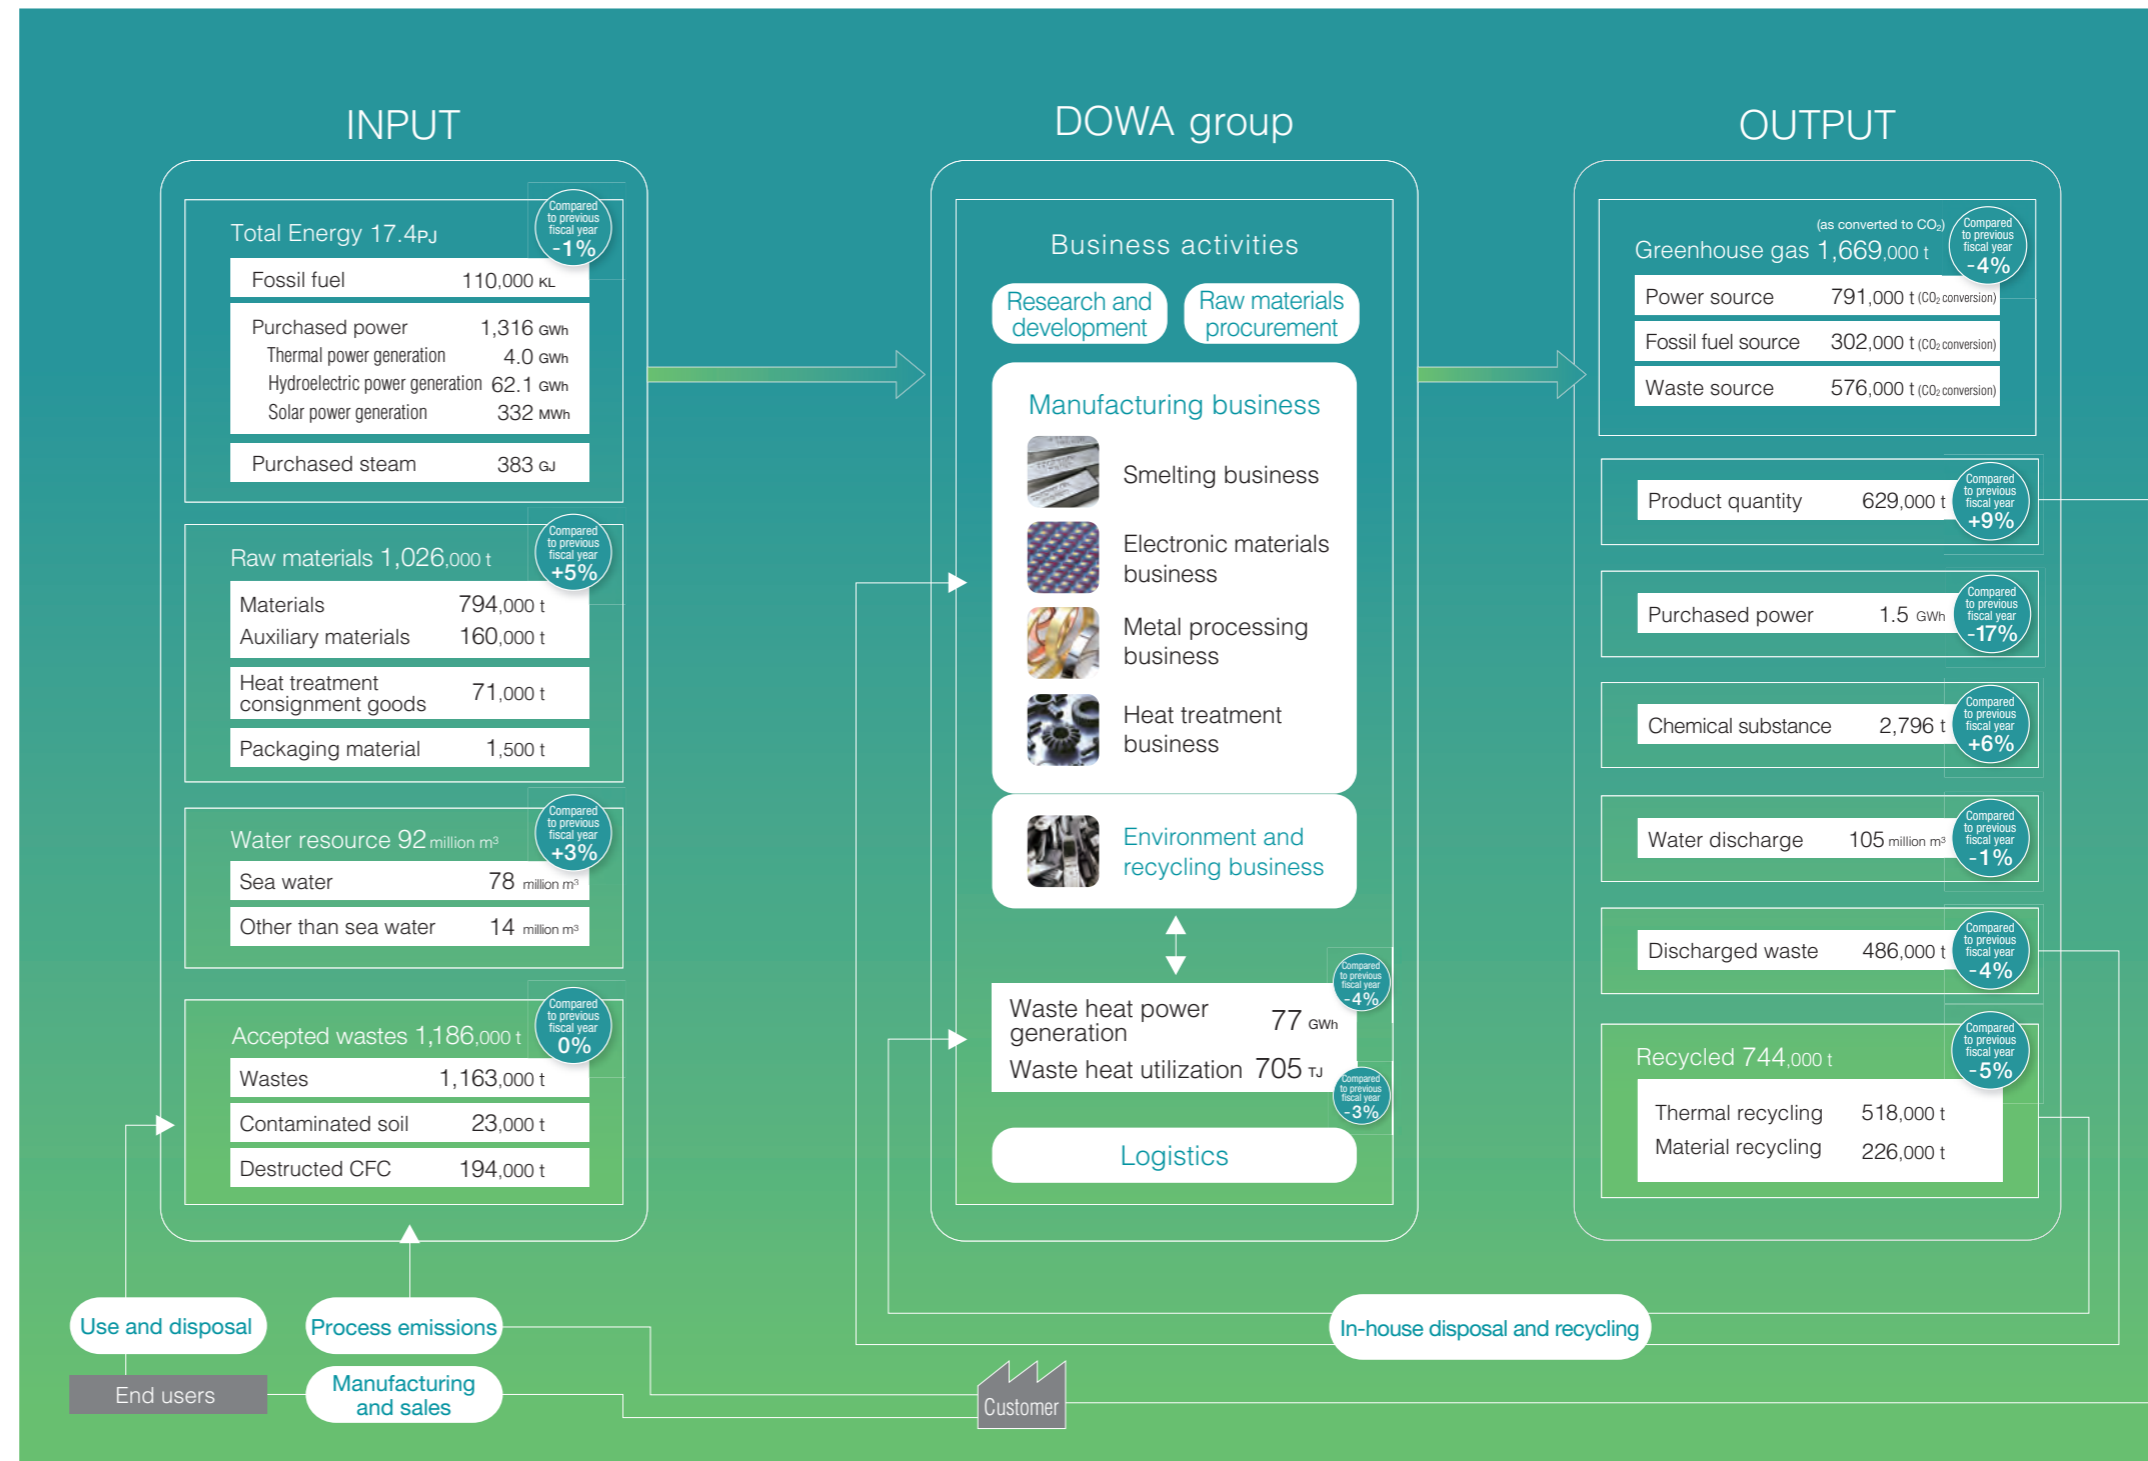 INPUT
Total Energy 17.4PJ
Compared
to previous
fiscal year
-1%
Fossil fuel 110,000 KL
Purchased power 1,316 GWh
Thermal power generation 4.0 GWh
Hydroelectric power generation 62.1 GWh
Solar power generation 332 MWh
Purchased steam 383 GJ
Raw materials 1,026,000 t
Compared
to previous
fiscal year
+5%
Materials 794,000 t
Auxiliary materials 160,000 t
Heat treatment
consignment goods 71,000 t
Packaging material 1,500 t
Water resource 92 million m³
Compared
to previous
fiscal year
+3%
Sea water 78 million m³
Other than sea water 14 million m³
Accepted wastes 1,186,000 t
Compared
to previous
fiscal year
0%
Wastes 1,163,000 t
Contaminated soil 23,000 t
Destructed CFC 194,000 t
DOWA group
Business activities
Research and
development
Raw materials
procurement
Manufacturing business
Smelting business
Electronic materials
business
Metal processing
business
Heat treatment
business
Environment and
recycling business
Compared
to previous
fiscal year
-4%
Waste heat power
generation 77 GWh
Waste heat utilization 705 TJ
Compared
to previous
fiscal year
-3%
Logistics
OUTPUT
(as converted to CO₂)
Greenhouse gas 1,669,000 t
Compared
to previous
fiscal year
-4%
Power source 791,000 t (CO₂ conversion)
Fossil fuel source 302,000 t (CO₂ conversion)
Waste source 576,000 t (CO₂ conversion)
Product quantity 629,000 t
Compared
to previous
fiscal year
+9%
Purchased power 1.5 GWh
Compared
to previous
fiscal year
-17%
Chemical substance 2,796 t
Compared
to previous
fiscal year
+6%
Water discharge 105 million m³
Compared
to previous
fiscal year
-1%
Discharged waste 486,000 t
Compared
to previous
fiscal year
-4%
Recycled 744,000 t
Compared
to previous
fiscal year
-5%
Thermal recycling 518,000 t
Material recycling 226,000 t
Use and disposal
Process emissions
In-house disposal and recycling
End users
Manufacturing
and sales
Customer